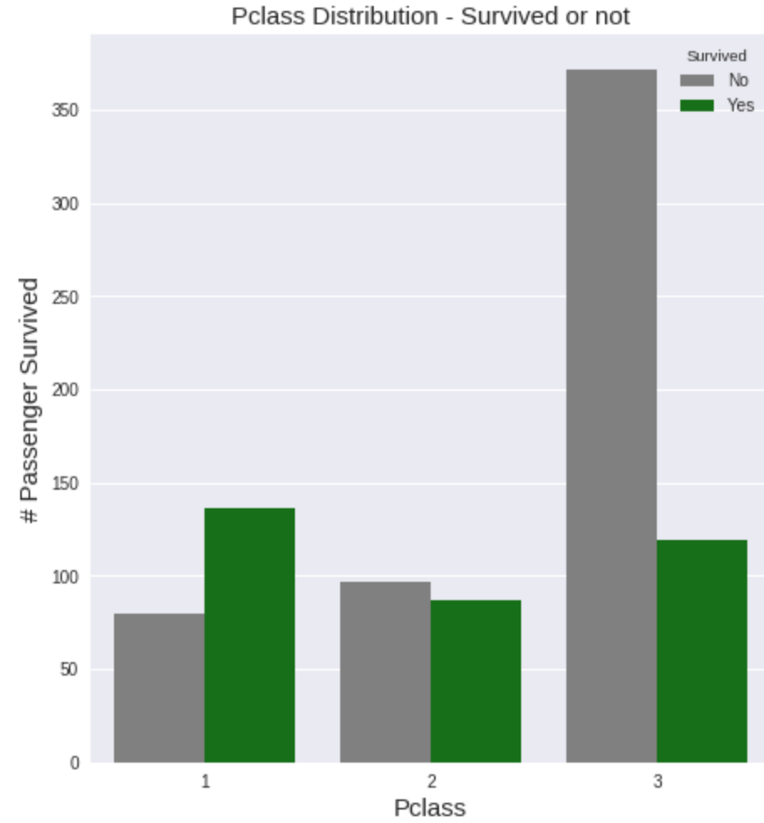 Pclass Distribution - Survived or not
Survived
No
Yes
# Passenger Survived
350
300
250
200
150
100
50
0
1 2 3
Pclass